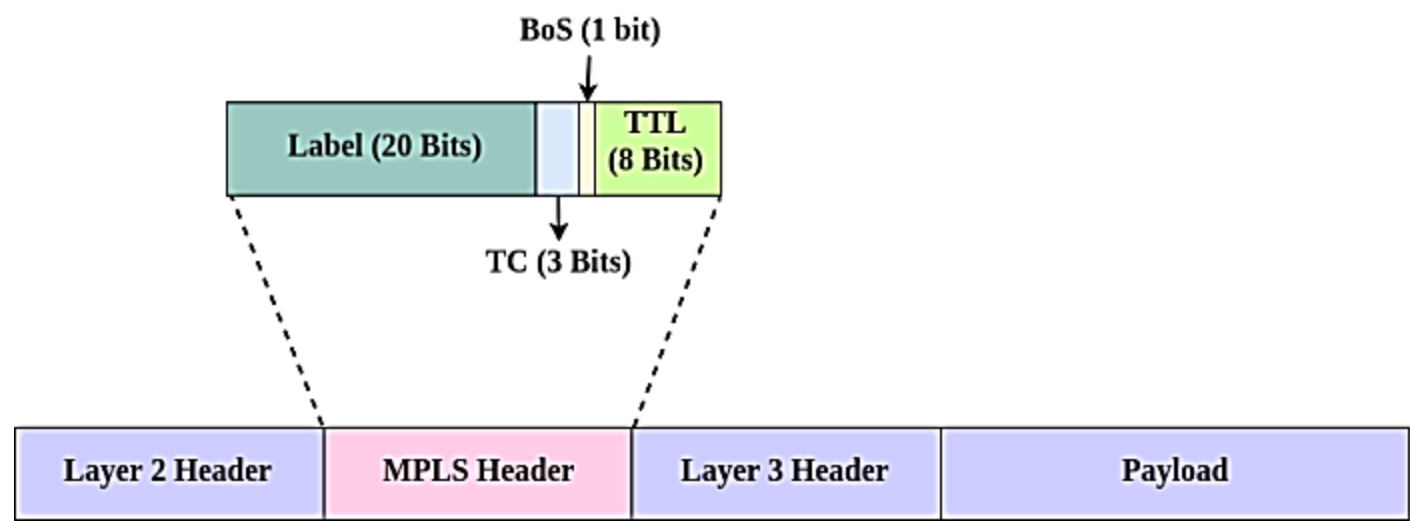 BoS (1 bit)
Label (20 Bits)
TTL
(8 Bits)
TC (3 Bits)
Layer 2 Header
MPLS Header
Layer 3 Header
Payload